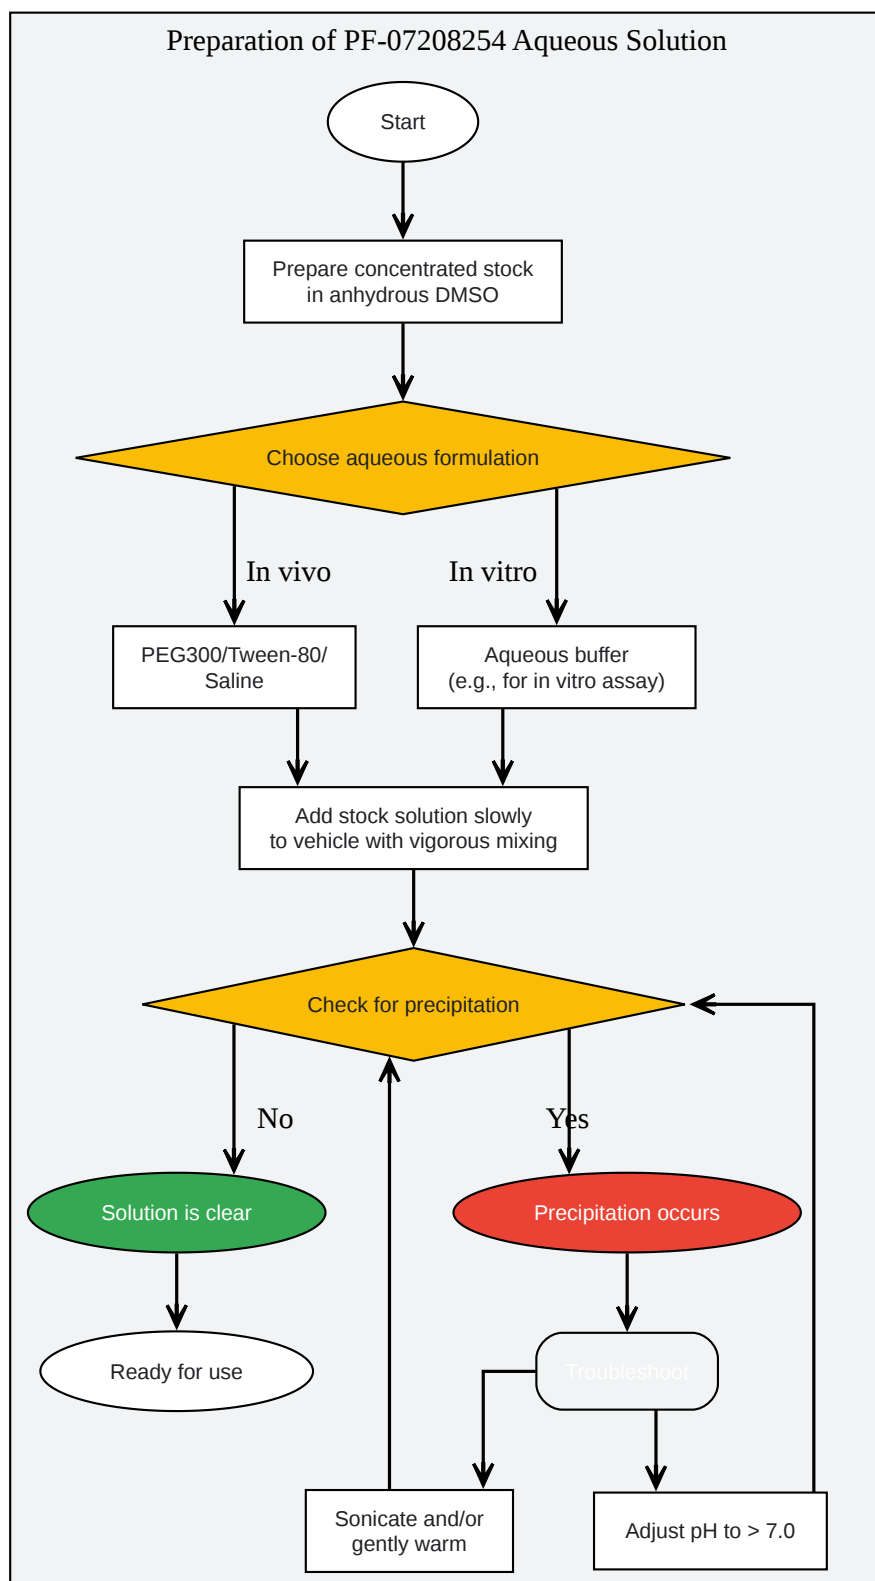 Preparation of PF-07208254 Aqueous Solution
Start
Prepare concentrated stock
in anhydrous DMSO
Choose aqueous formulation
In vivo
In vitro
PEG300/Tween-80/
Saline
Aqueous buffer
(e.g., for in vitro assay)
Add stock solution slowly
to vehicle with vigorous mixing
Check for precipitation
No
Yes
Solution is clear
Precipitation occurs
Ready for use
Troubleshoot
Sonicate and/or
gently warm
Adjust pH to > 7.0